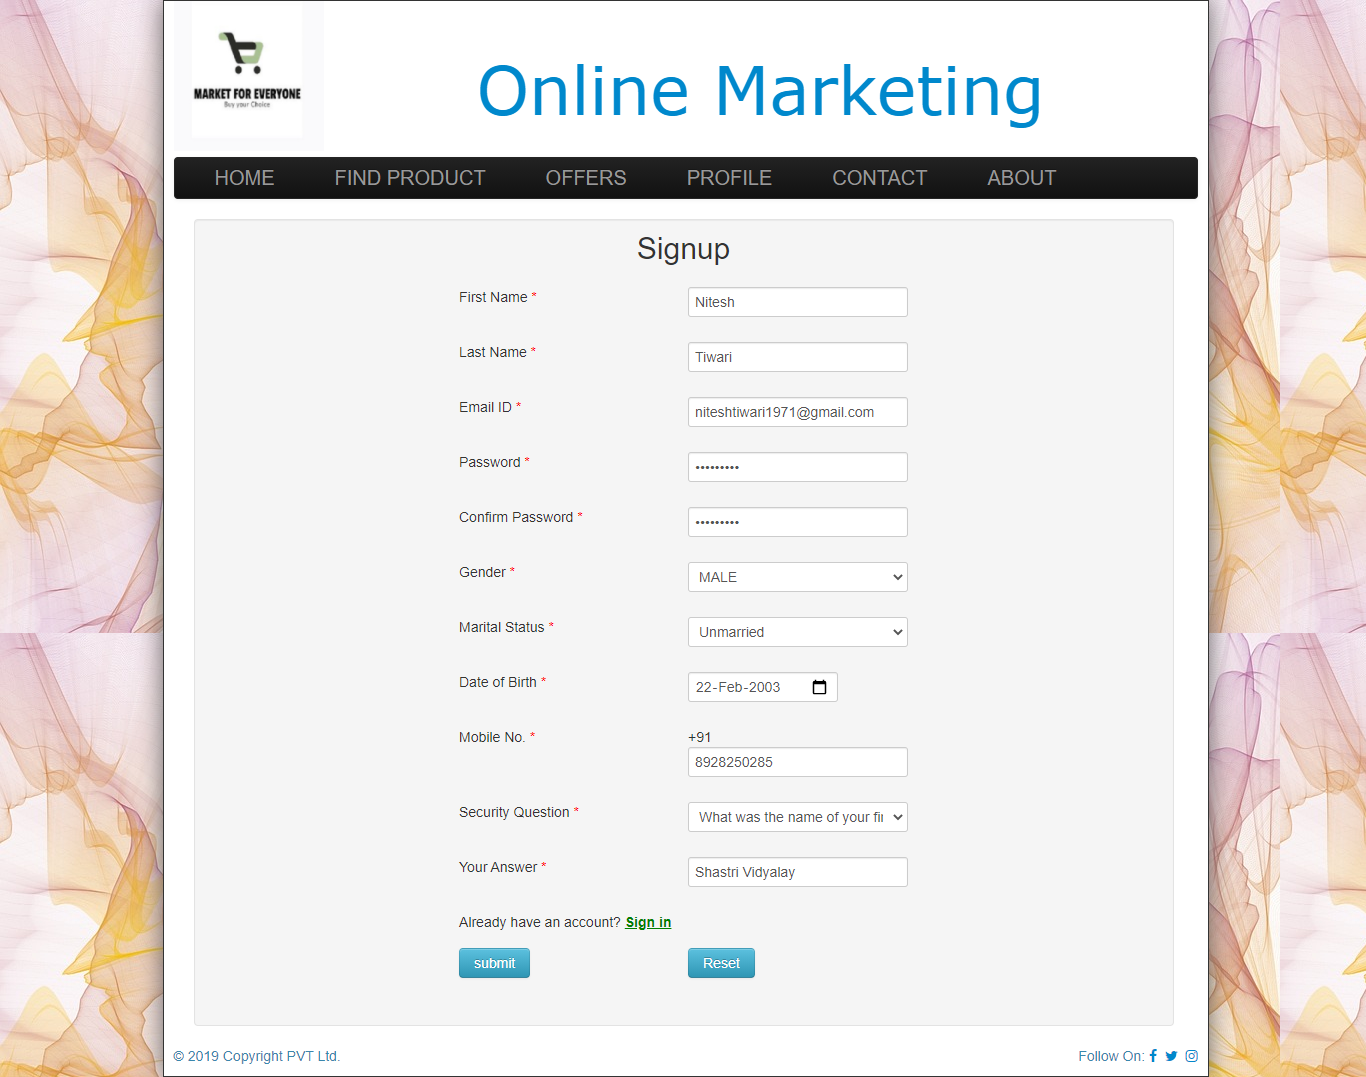 MARKET FOR EVERYONE
Buy your Choice
Online Marketing
HOME FIND PRODUCT OFFERS PROFILE CONTACT ABOUT
Signup
First Name * Nitesh
Last Name * Tiwari
Email ID * niteshtiwari1971@gmail.com
Password * •••••••••
Confirm Password * •••••••••
Gender * MALE
Marital Status * Unmarried
Date of Birth * 22-Feb-2003
Mobile No. * +91
8928250285
Security Question * What was the name of your fir
Your Answer * Shastri Vidyalay
Already have an account? Sign in
submit Reset
© 2019 Copyright PVT Ltd. Follow On: